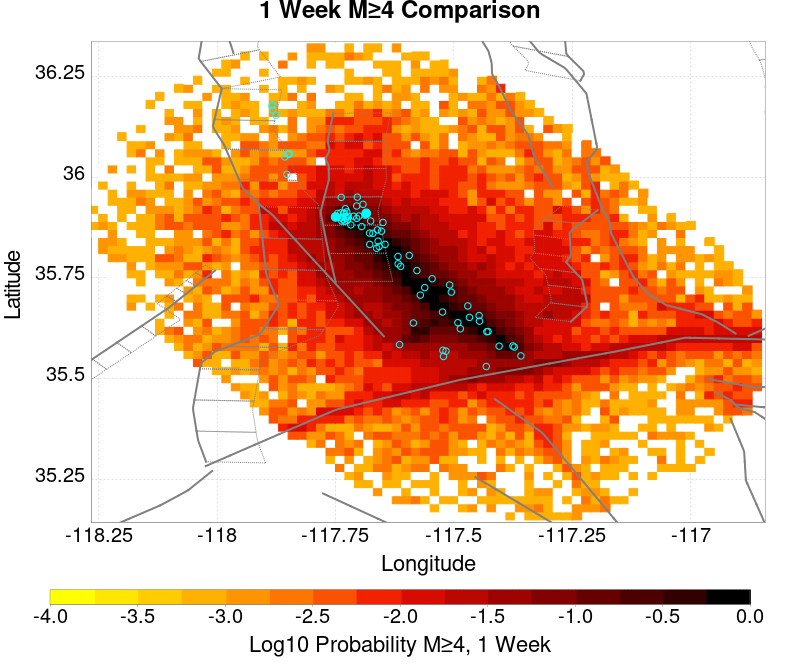 1 Week M≥4 Comparison
36.25
36
35.75
35.5
35.25
Latitude
-118.25 -118 -117.75 -117.5 -117.25 -117
Longitude
-4.0 -3.5 -3.0 -2.5 -2.0 -1.5 -1.0 -0.5 0.0
Log10 Probability M≥4, 1 Week